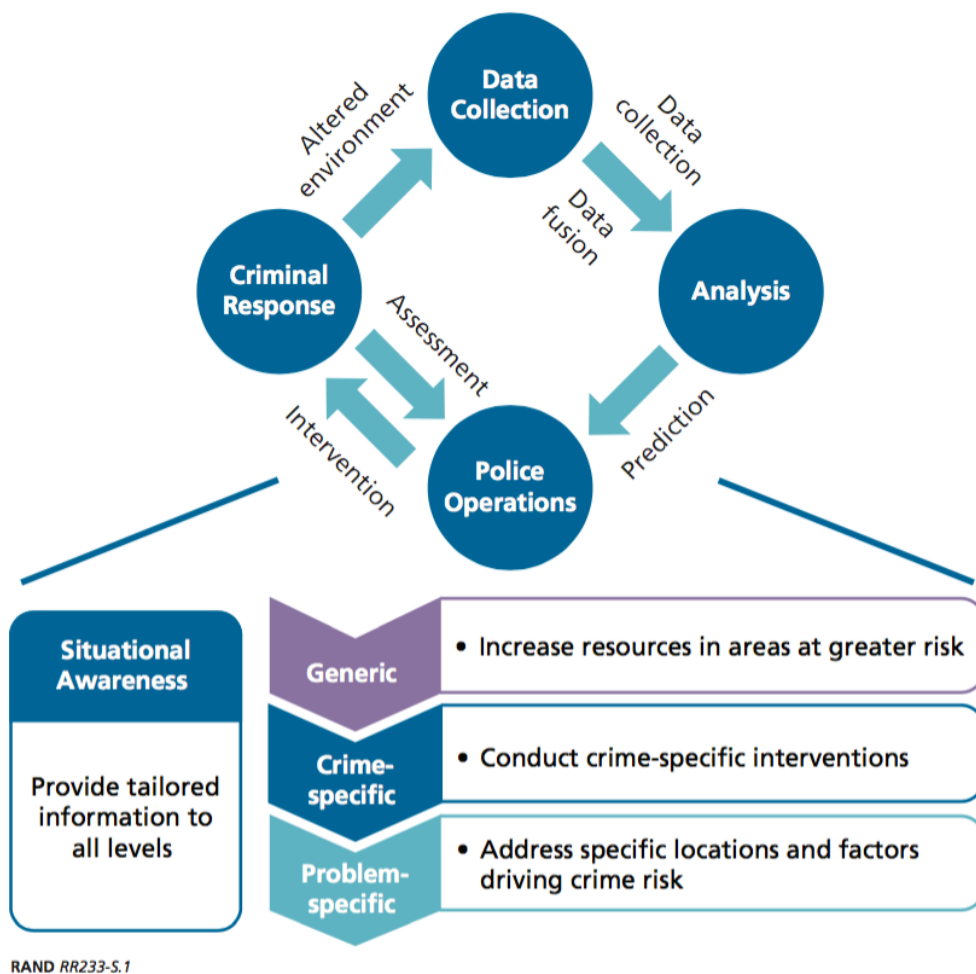 Data
Collection
Altered
environment
Data
collection
Data
fusion
Criminal
Response
Analysis
Assessment
Intervention
Prediction
Police
Operations
Situational
Awareness
Provide tailored
information to
all levels
Generic
• Increase resources in areas at greater risk
Crime-
specific
• Conduct crime-specific interventions
Problem-
specific
• Address specific locations and factors
driving crime risk
RAND RR233-S.1